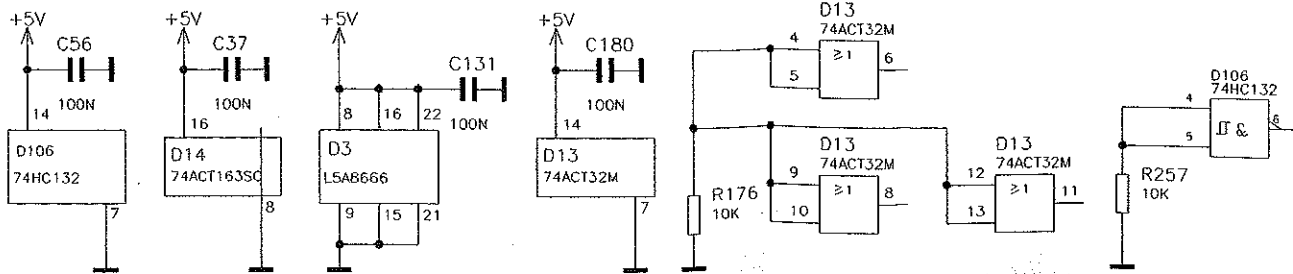 +5V
C56
100N
14
D106
74HC132
7
+5V
C37
100N
16
D14
74ACT163SC
8
+5V
C131
100N
8 16 22
D3
LSA8666
9 15 21
+5V
C180
100N
14
D13
74ACT32M
7
D13
74ACT32M
4
5
≥1
6
R176
10K
D13
74ACT32M
9
10
≥1
8
D13
74ACT32M
12
13
≥1
11
D106
74HC132
4
5
&
6
R257
10K